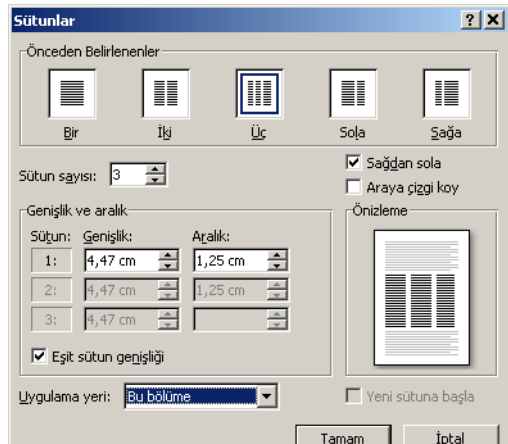 Sütunlar
Önceden Belirlenenler
Bir İki Üç Sola Sağa
Sütun sayısı: 3
Sağdan sola
Araya çizgi koy
Genişlik ve aralık
Önizleme
Sütun: Genişlik: Aralık:
1: 4,47 cm 1,25 cm
2: 4,47 cm 1,25 cm
3: 4,47 cm
Eşit sütun genişliği
Uygulama yeri: Bu bölüme
Yeni sütuna başla
Tamam İptal